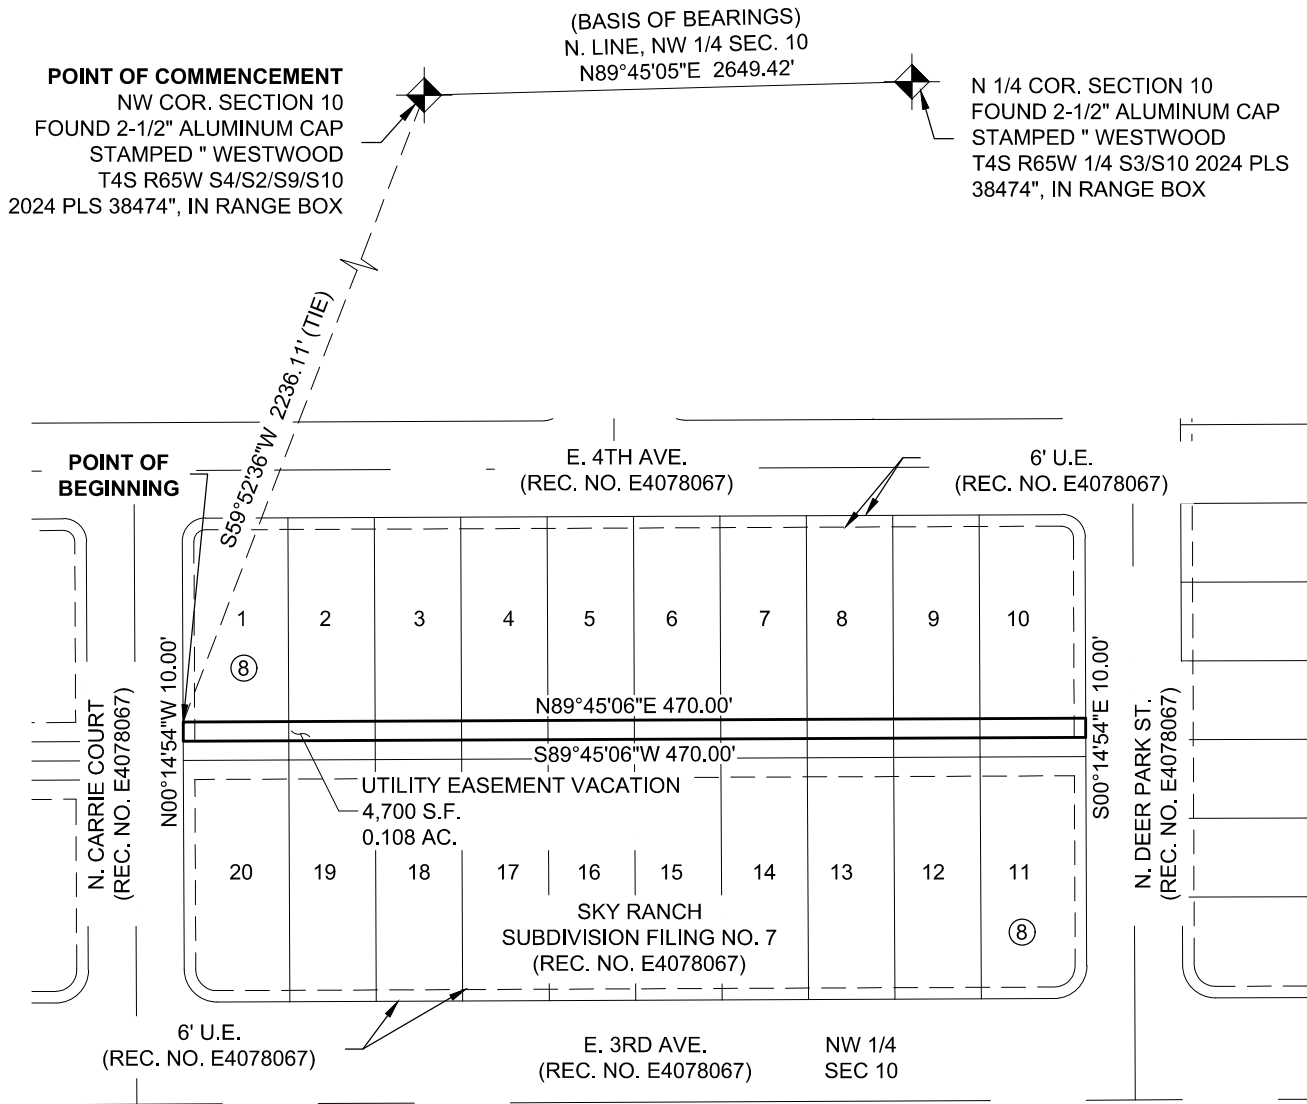 (BASIS OF BEARINGS)
N. LINE, NW 1/4 SEC. 10
N89°45'05"E 2649.42'
POINT OF COMMENCEMENT
NW COR. SECTION 10
FOUND 2-1/2" ALUMINUM CAP
STAMPED " WESTWOOD
T4S R65W S4/S2/S9/S10
2024 PLS 38474", IN RANGE BOX
N 1/4 COR. SECTION 10
FOUND 2-1/2" ALUMINUM CAP
STAMPED " WESTWOOD
T4S R65W 1/4 S3/S10 2024 PLS
38474", IN RANGE BOX
S59°52'36"W 2236.11' (TIE)
POINT OF
BEGINNING
E. 4TH AVE.
(REC. NO. E4078067)
6' U.E.
(REC. NO. E4078067)
1
2
3
4
5
6
7
8
9
10
8
N00°14'54"W 10.00'
N89°45'06"E 470.00'
S89°45'06"W 470.00'
S00°14'54"E 10.00'
N. CARRIE COURT
(REC. NO. E4078067)
N. DEER PARK ST.
(REC. NO. E4078067)
UTILITY EASEMENT VACATION
4,700 S.F.
0.108 AC.
20
19
18
17
16
15
14
13
12
11
8
SKY RANCH
SUBDIVISION FILING NO. 7
(REC. NO. E4078067)
6' U.E.
(REC. NO. E4078067)
E. 3RD AVE.
(REC. NO. E4078067)
NW 1/4
SEC 10